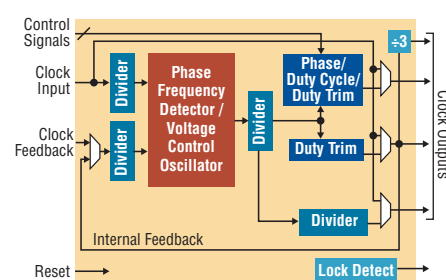 Control
Signals
÷3
Clock
Input
Divider
Phase
Frequency
Detector /
Voltage
Control
Oscillator
Phase/
Duty Cycle/
Duty Trim
Clock
Feedback
Divider
Divider
Duty Trim
Clock Outputs
Divider
Internal Feedback
Reset
Lock Detect